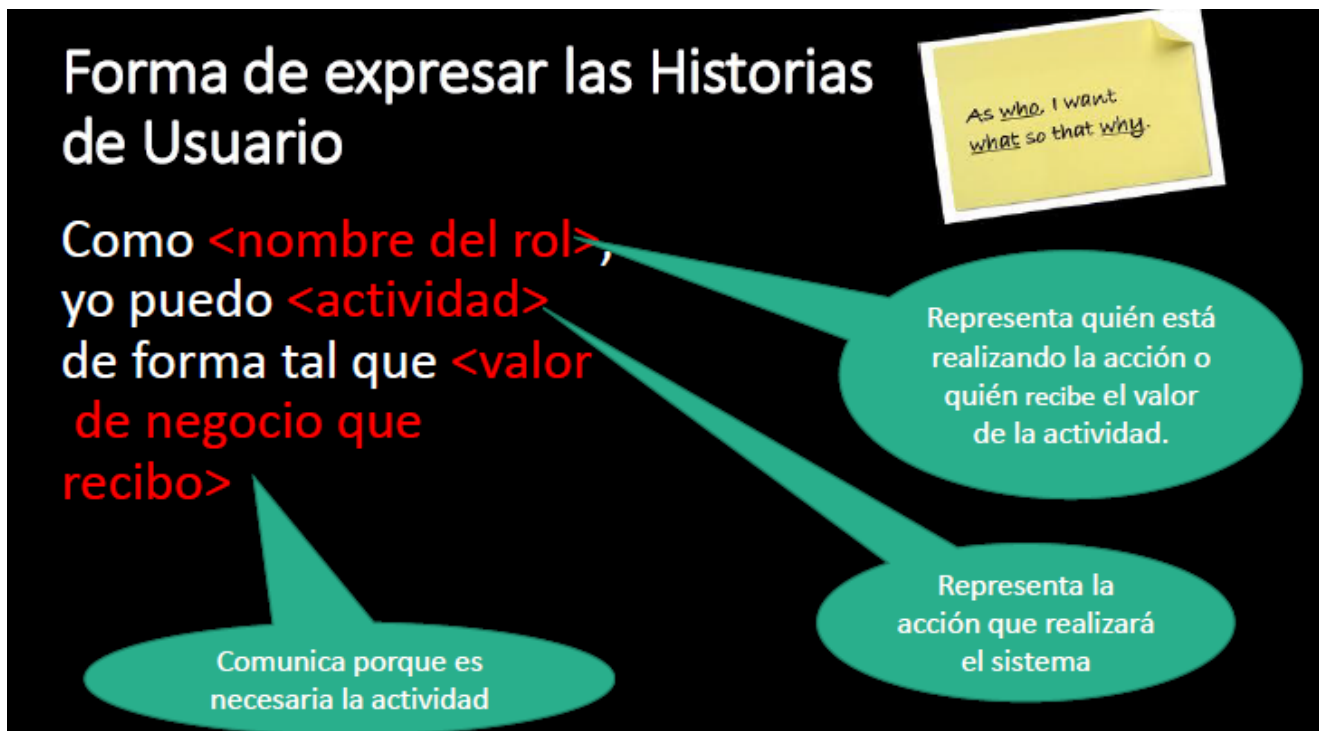 Forma de expresar las Historias
de Usuario
As who, I want
what so that why.
Como <nombre del rol>,
yo puedo <actividad>
de forma tal que <valor
de negocio que
recibo>
Representa quién está
realizando la acción o
quién recibe el valor
de la actividad.
Representa la
acción que realizará
el sistema
Comunica porque es
necesaria la actividad